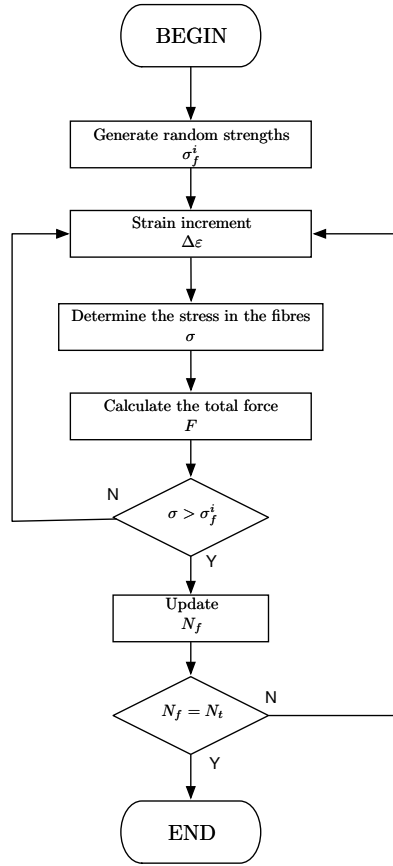 BEGIN
Generate random strengths
σ_f^i
Strain increment
Δε
Determine the stress in the fibres
σ
Calculate the total force
F
N
σ > σ_f^i
Y
Update
N_f
N
N_f = N_t
Y
END